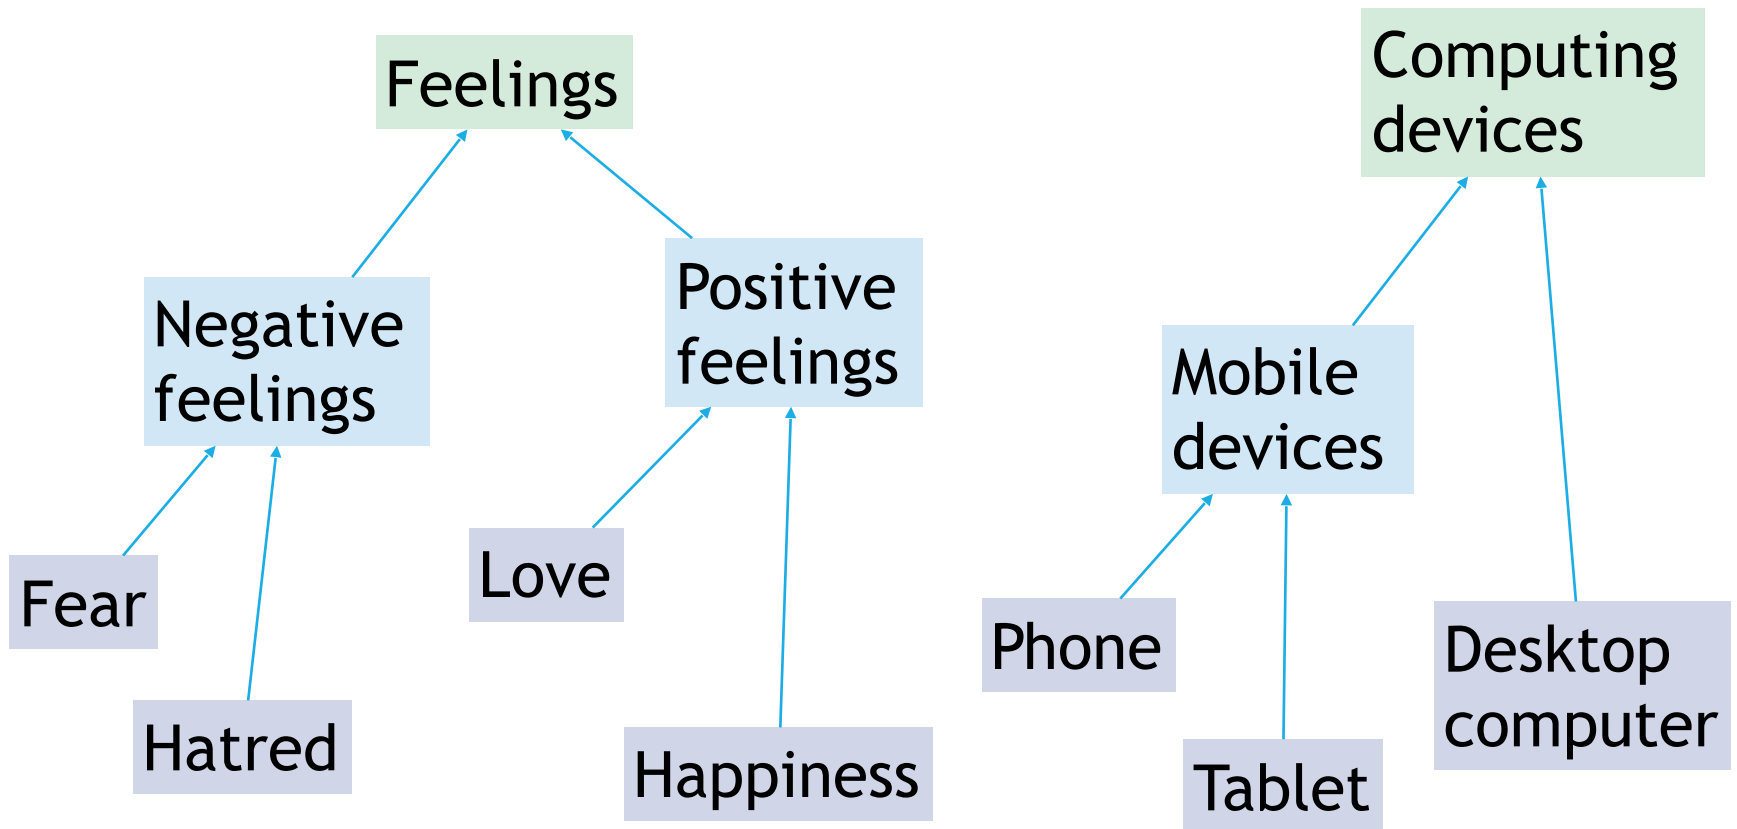 Feelings
Computing
devices
Negative
feelings
Positive
feelings
Mobile
devices
Fear
Hatred
Love
Happiness
Phone
Tablet
Desktop
computer